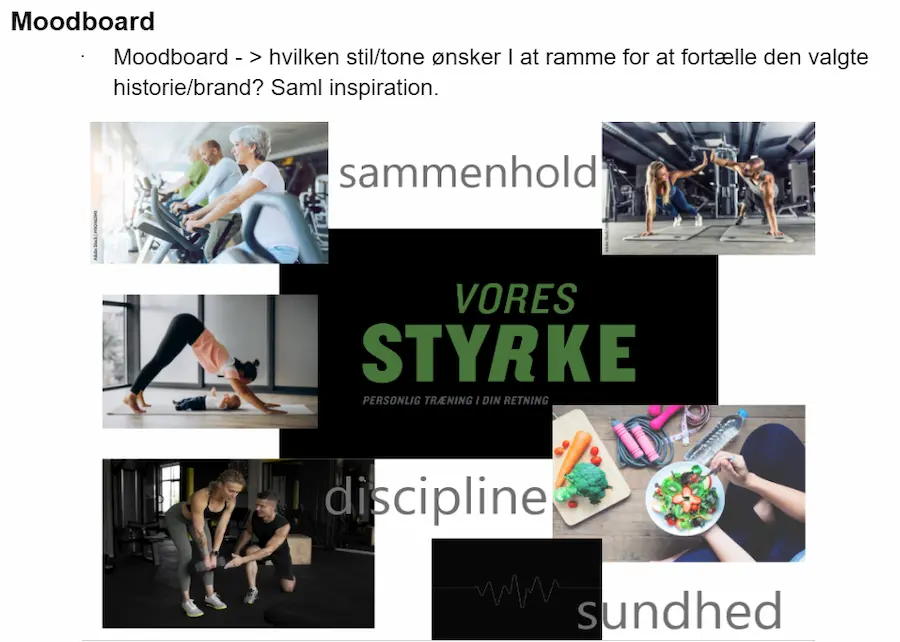 Moodboard
· Moodboard - > hvilken stil/tone ønsker I at ramme for at fortælle den valgte
historie/brand? Saml inspiration.
sammenhold
VORES
STYRKE
PERSONLIG TRÆNING I DIN RETNING
discipline
sundhed